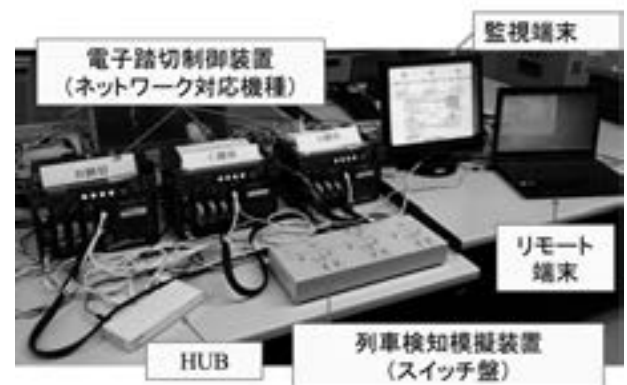 監視端末
電子踏切制御装置
（ネットワーク対応機種）
リモート
端末
HUB
列車検知模擬装置
（スイッチ盤）